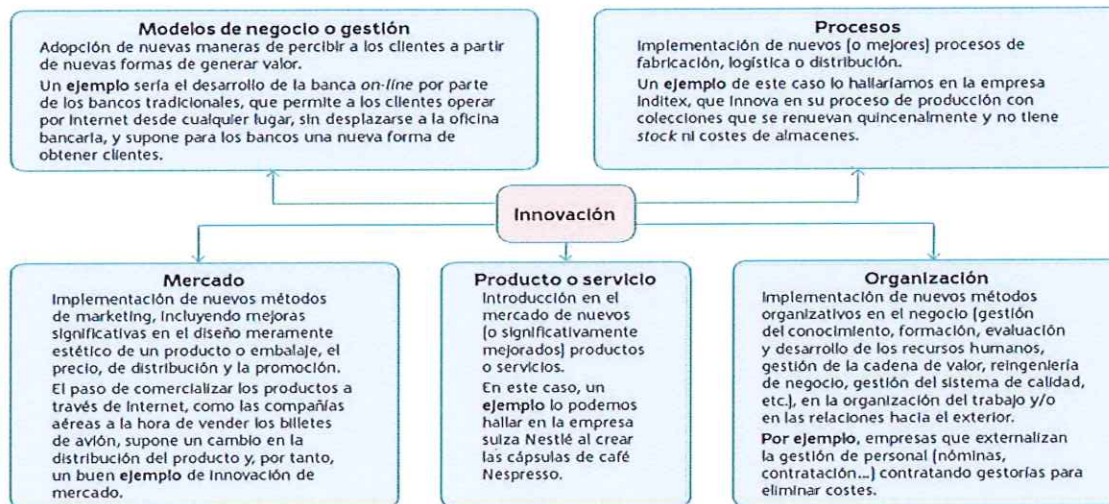 Modelos de negocio o gestión
Adopción de nuevas maneras de percibir a los clientes a partir
de nuevas formas de generar valor.
Un ejemplo sería el desarrollo de la banca on-line por parte
de los bancos tradicionales, que permite a los clientes operar
por Internet desde cualquier lugar, sin desplazarse a la oficina
bancaria, y supone para los bancos una nueva forma de
obtener clientes.
Procesos
Implementación de nuevos (o mejores) procesos de
fabricación, logística o distribución.
Un ejemplo de este caso lo hallaríamos en la empresa
Inditex, que innova en su proceso de producción con
colecciones que se renuevan quincenalmente y no tiene
stock ni costes de almacenes.
Innovación
Mercado
Implementación de nuevos métodos
de marketing, incluyendo mejoras
significativas en el diseño meramente
estético de un producto o embalaje, el
precio, de distribución y la promoción.
El paso de comercializar los productos a
través de Internet, como las compañías
aéreas a la hora de vender los billetes
de avión, supone un cambio en la
distribución del producto y, por tanto,
un buen ejemplo de innovación de
mercado.
Producto o servicio
Introducción en el
mercado de nuevos
(o significativamente
mejorados) productos
o servicios.
En este caso, un
ejemplo lo podemos
hallar en la empresa
suiza Nestlé al crear
las cápsulas de café
Nespresso.
Organización
Implementación de nuevos métodos
organizativos en el negocio (gestión
del conocimiento, formación, evaluación
y desarrollo de los recursos humanos,
gestión de la cadena de valor, reingeniería
de negocio, gestión del sistema de calidad,
etc.), en la organización del trabajo y/o
en las relaciones hacia el exterior.
Por ejemplo, empresas que externalizan
la gestión de personal (nóminas,
contratación...) contratando gestorías para
eliminar costes.